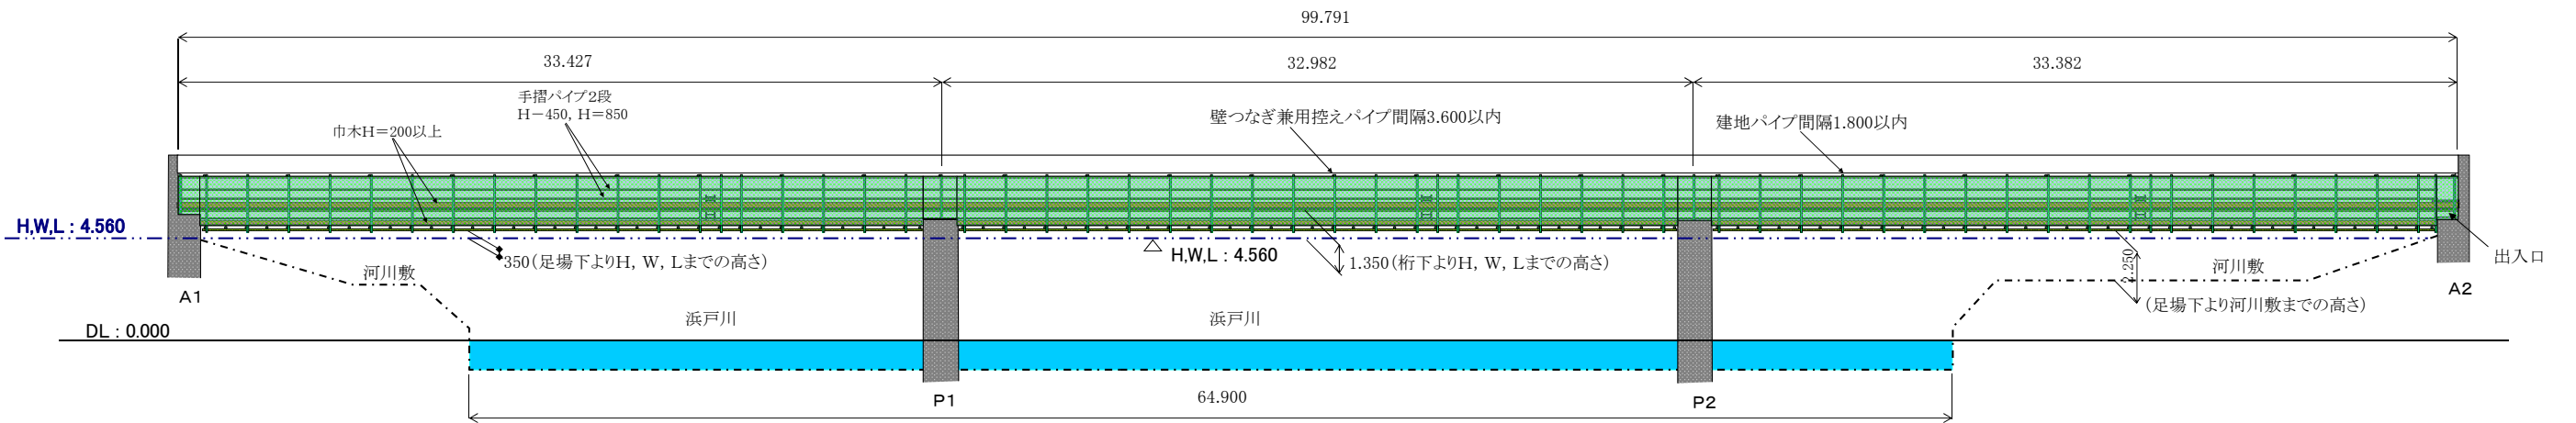 99.791
33.427
32.982
33.382
手摺パイプ2段
H－450, H＝850
巾木H＝200以上
壁つなぎ兼用控えパイプ間隔3.600以内
建地パイプ間隔1.800以内
H,W,L : 4.560
350（足場下よりH, W, Lまでの高さ）
H,W,L : 4.560
1.350（桁下よりH, W, Lまでの高さ）
2.250
（足場下より河川敷までの高さ）
河川敷
河川敷
出入口
A1
A2
浜戸川
浜戸川
DL : 0.000
64.900
P1
P2